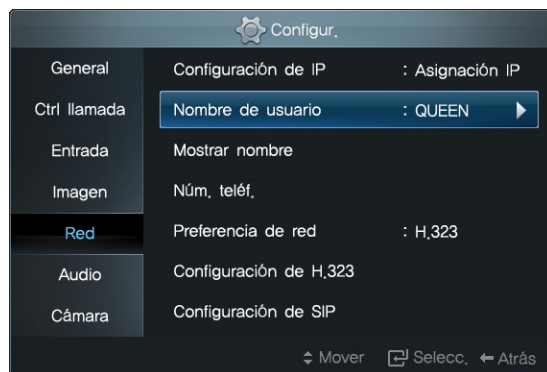 Configur.
General
Configuración de IP : Asignación IP
Ctrl llamada
Nombre de usuario : QUEEN
Entrada
Mostrar nombre
Imagen
Núm. teléf.
Red
Preferencia de red : H.323
Audio
Configuración de H.323
Cámara
Configuración de SIP
Mover Selecc. Atrás